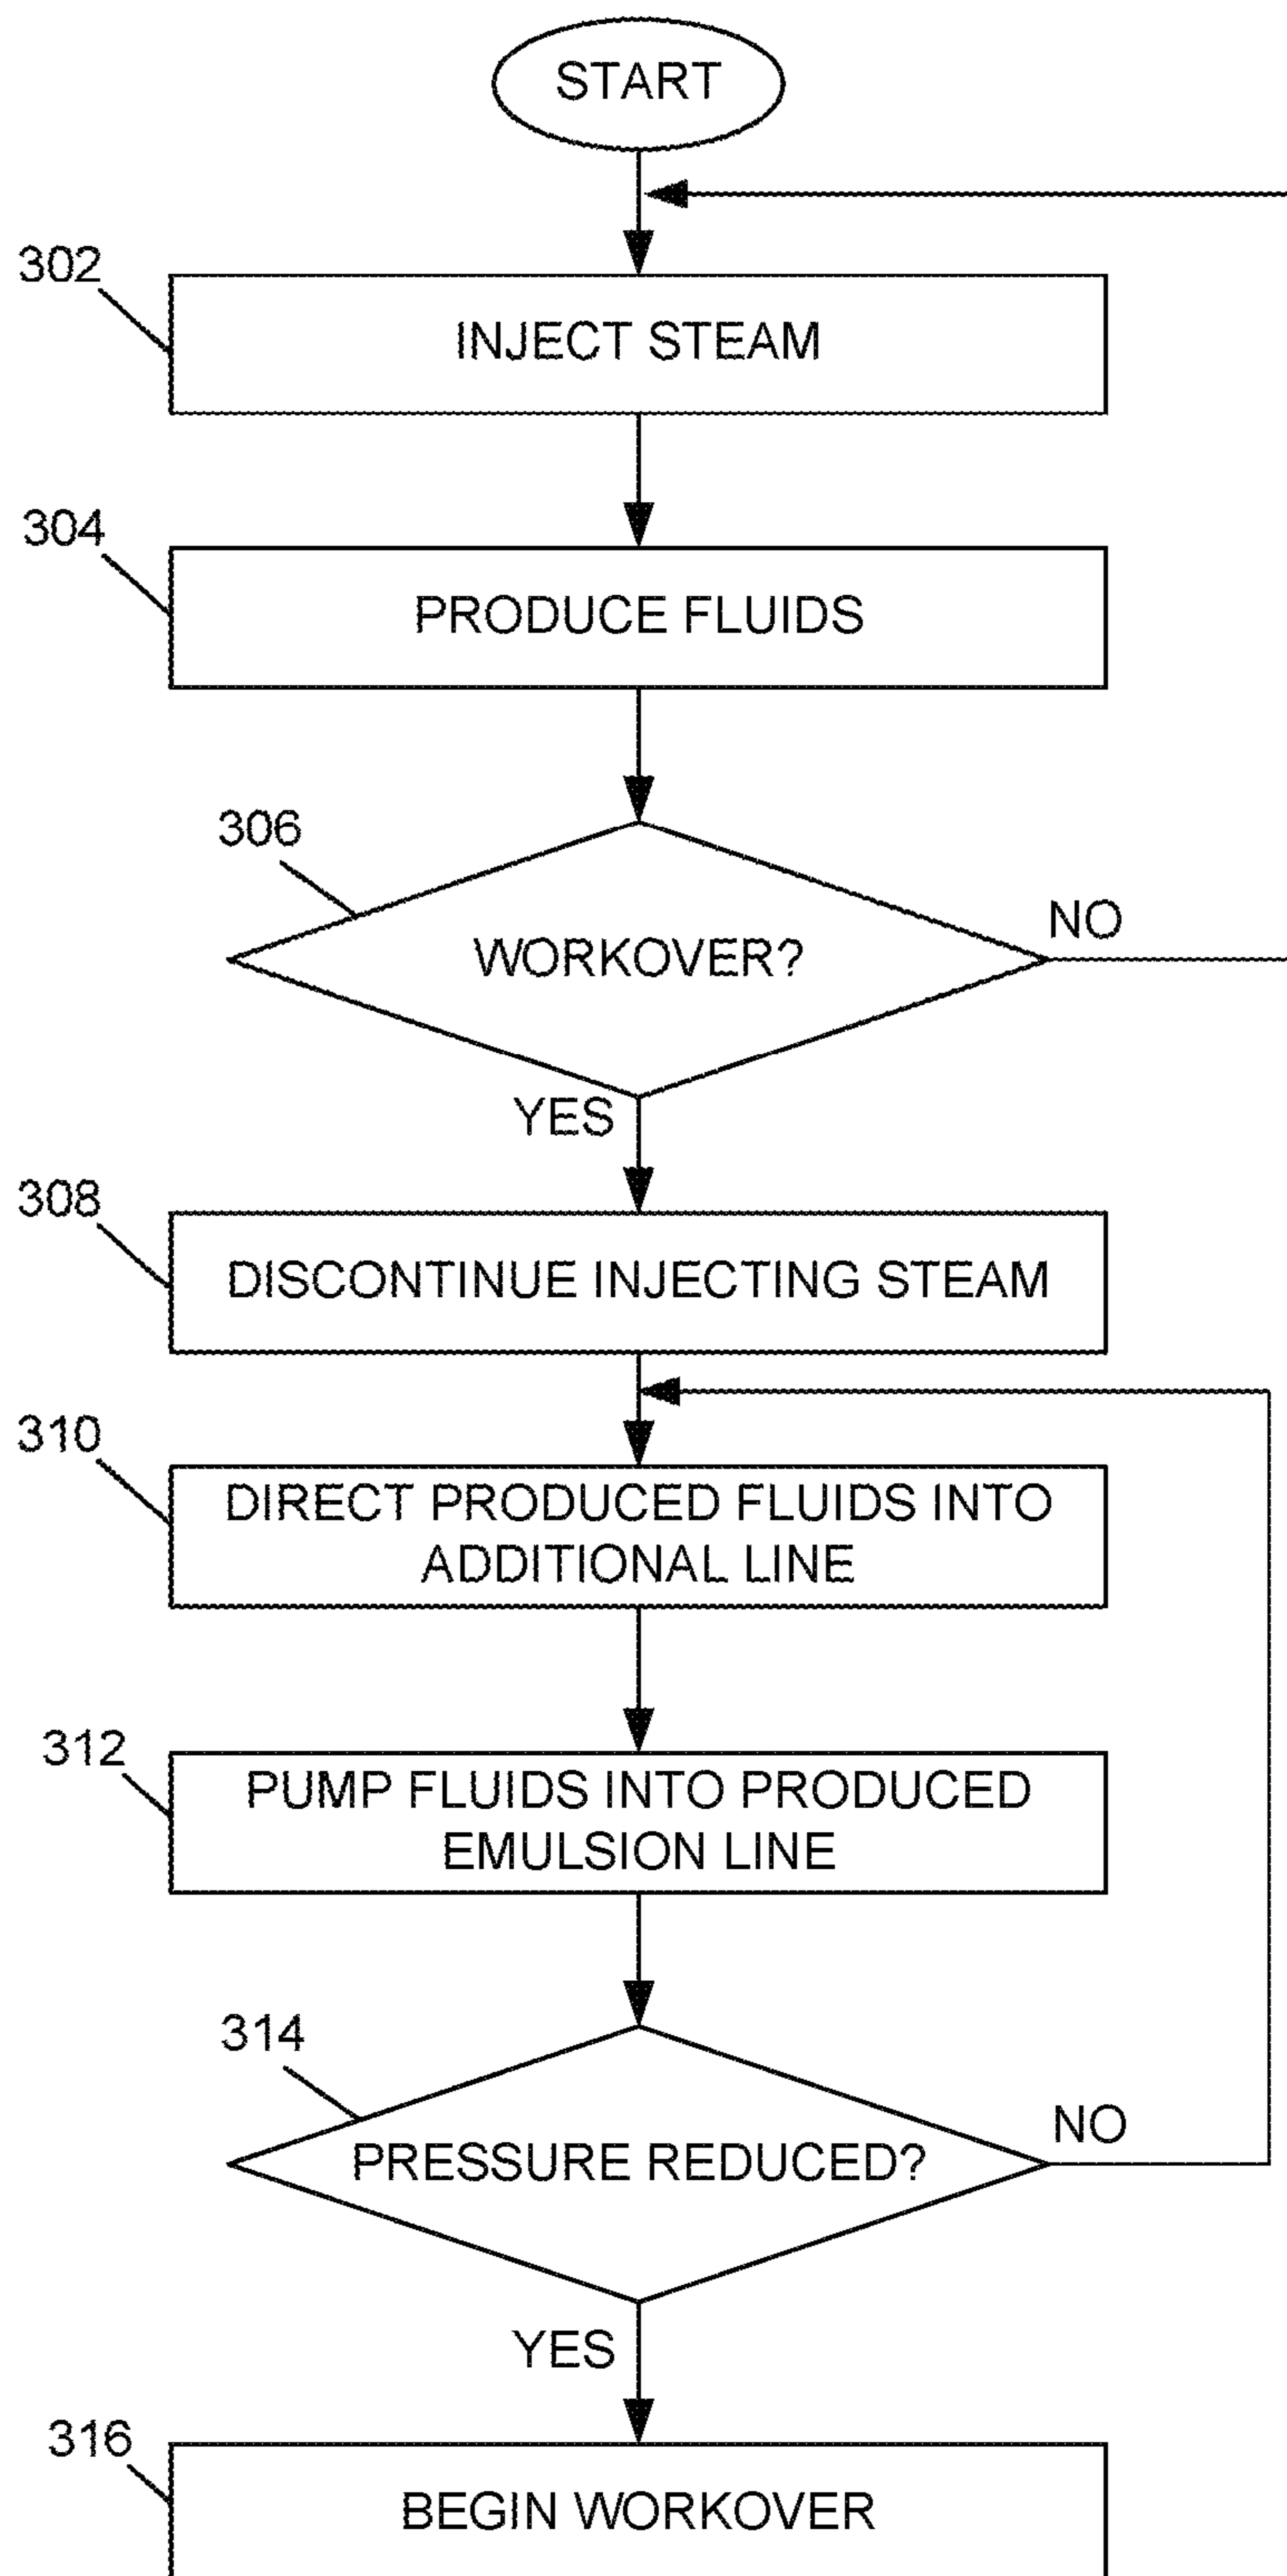 START
302
INJECT STEAM
304
PRODUCE FLUIDS
306
WORKOVER?
NO
YES
308
DISCONTINUE INJECTING STEAM
310
DIRECT PRODUCED FLUIDS INTO
ADDITIONAL LINE
312
PUMP FLUIDS INTO PRODUCED
EMULSION LINE
314
PRESSURE REDUCED?
NO
YES
316
BEGIN WORKOVER